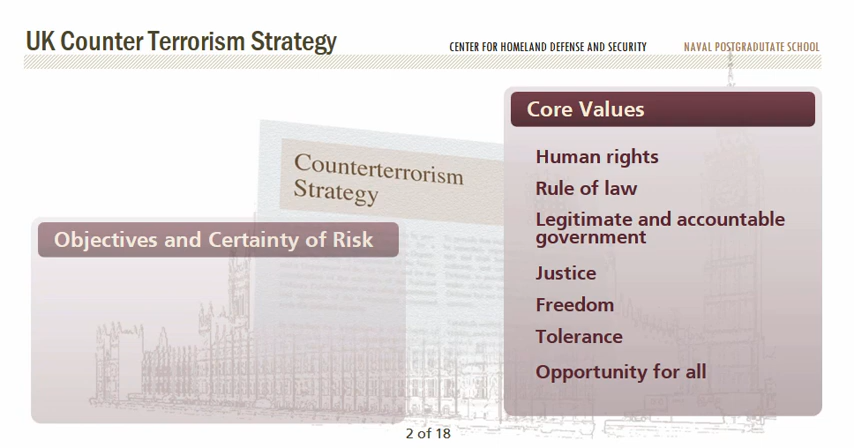 UK Counter Terrorism Strategy
CENTER FOR HOMELAND DEFENSE AND SECURITY
NAVAL POSTGRADUTATE SCHOOL
Core Values
Human rights
Rule of law
Legitimate and accountable
government
Justice
Freedom
Tolerance
Opportunity for all
Counterterrorism
Strategy
Objectives and Certainty of Risk
2 of 18